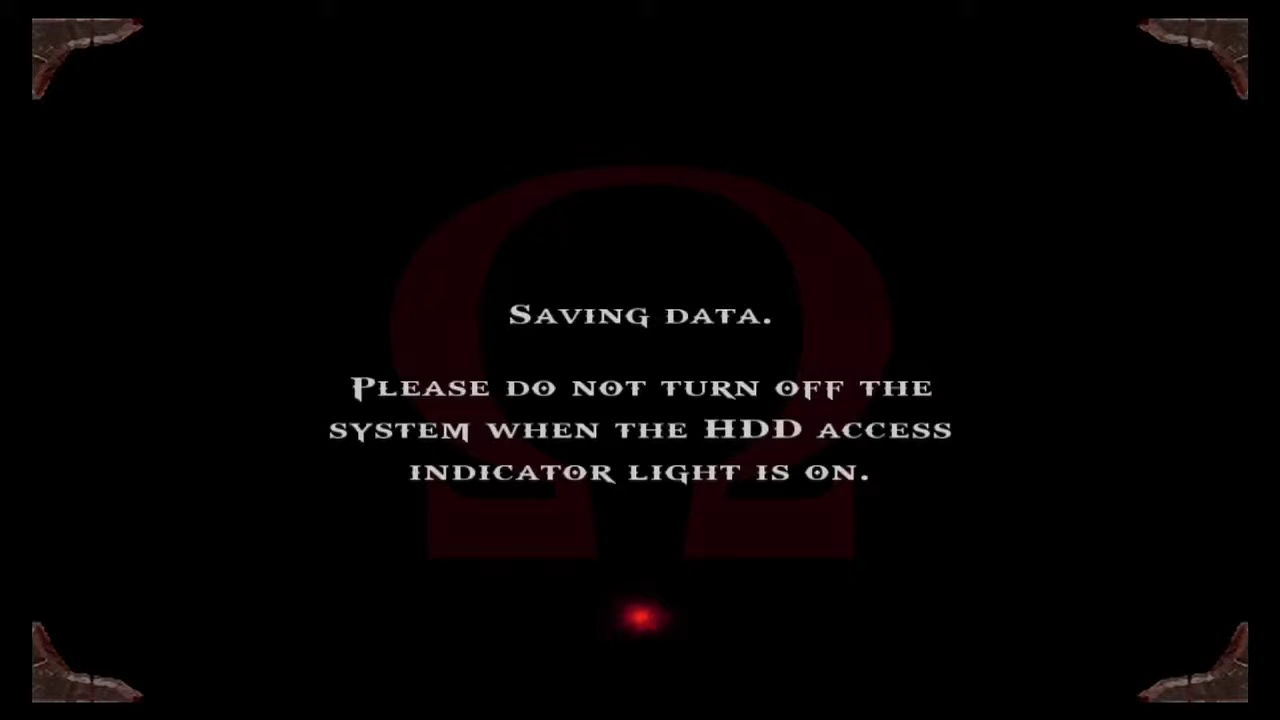 Saving data.
Please do not turn off the
system when the HDD access
indicator light is on.